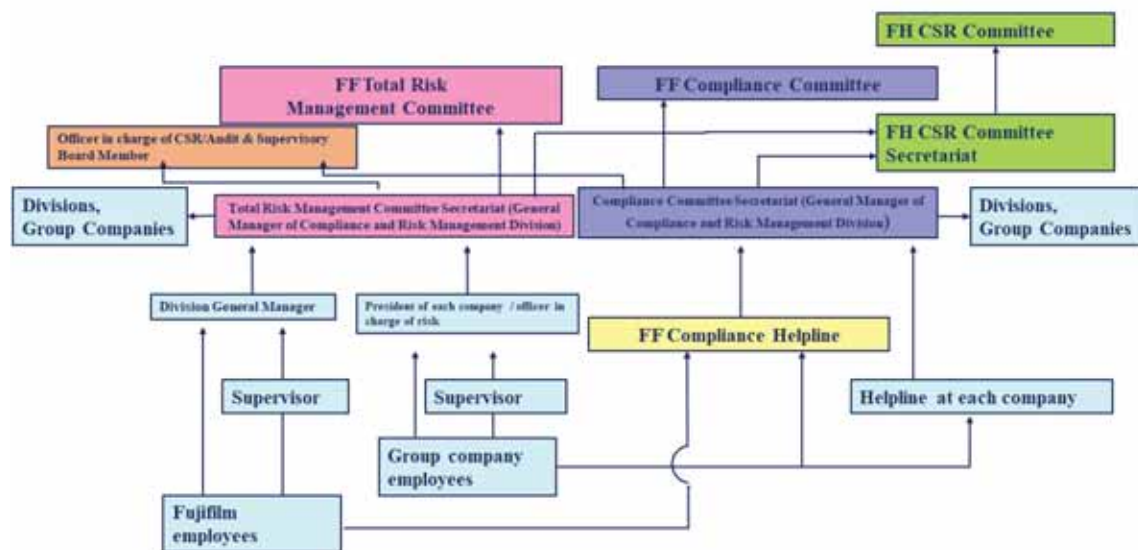 FH CSR Committee
FF Total Risk
Management Committee
FF Compliance Committee
Officer in charge of CSR/Audit & Supervisory
Board Member
FH CSR Committee
Secretariat
Divisions,
Group Companies
Total Risk Management Committee Secretariat (General
Manager of Compliance and Risk Management Division)
Compliance Committee Secretariat (General Manager of
Compliance and Risk Management Division)
Divisions,
Group Companies
Division General Manager
President of each company / officer in
charge of risk
FF Compliance Helpline
Supervisor
Supervisor
Helpline at each company
Group company
employees
Fujifilm
employees